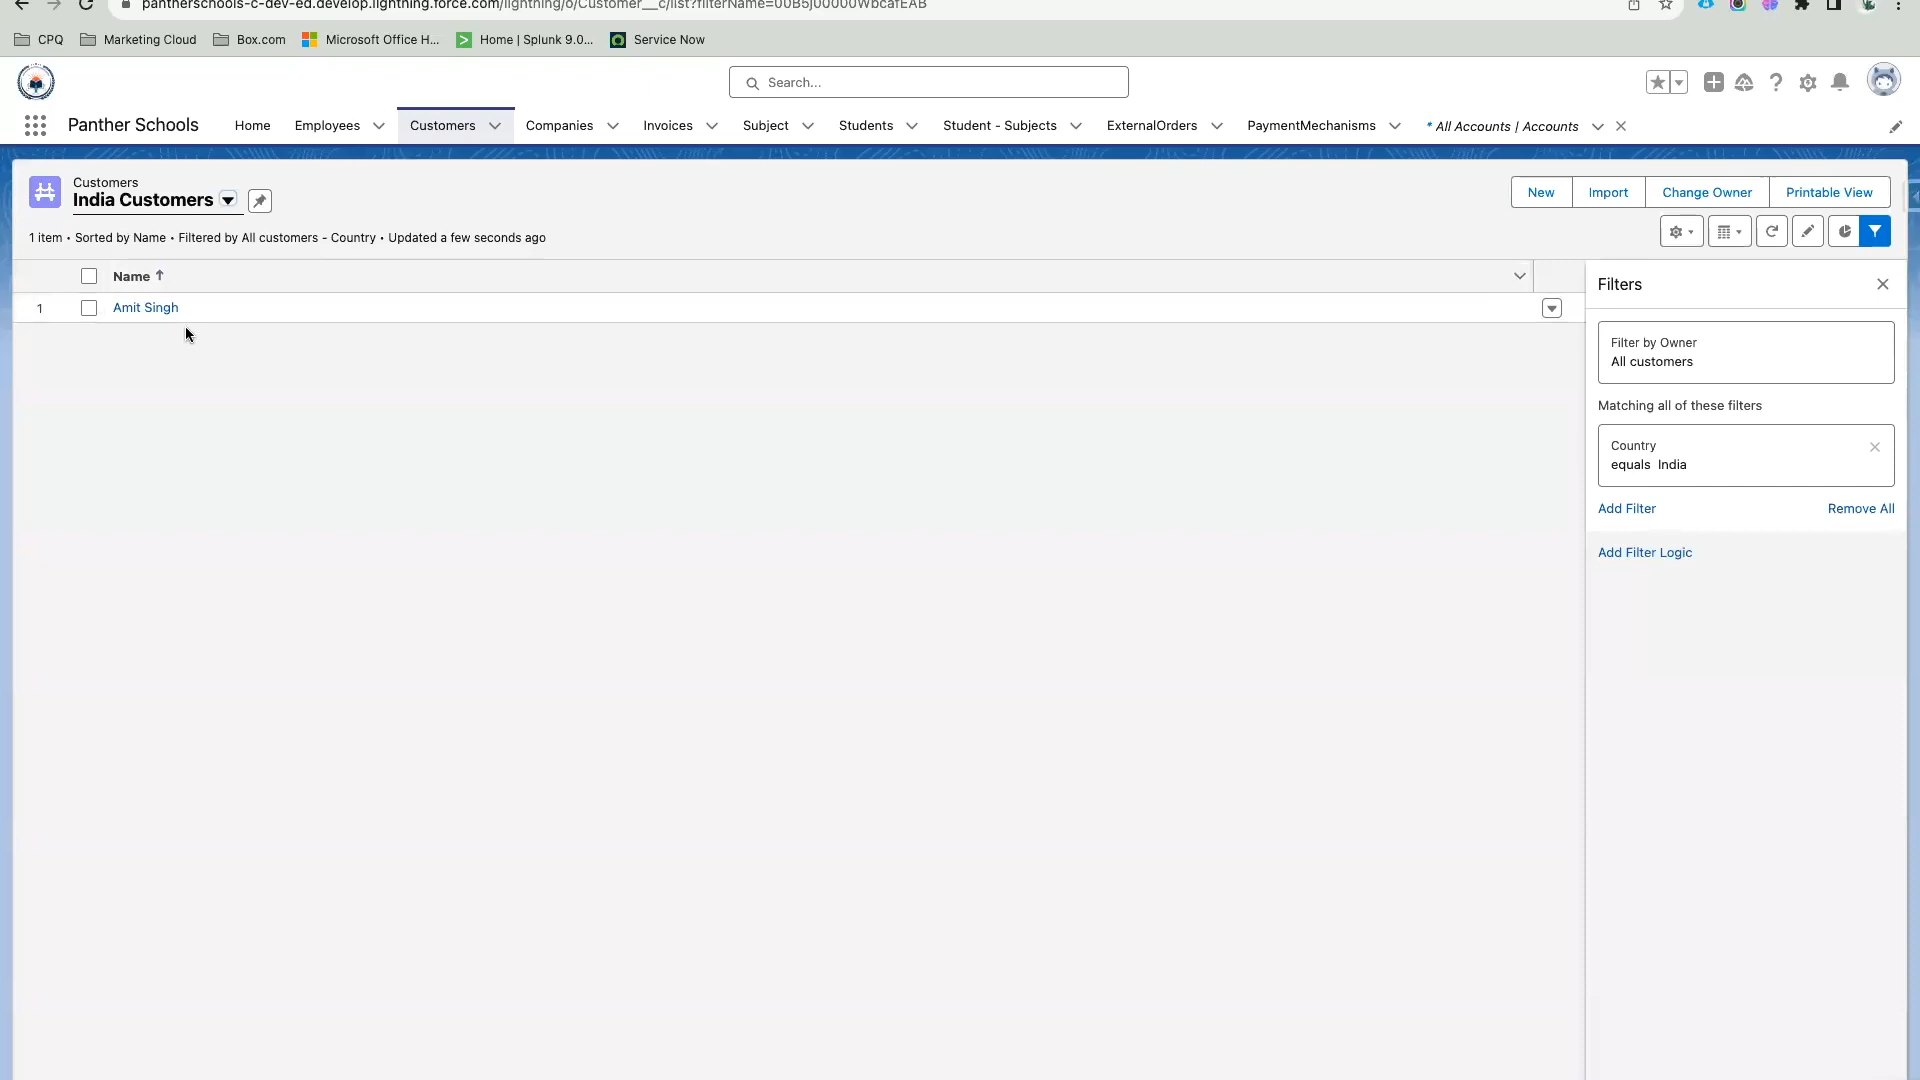 pantherschools-c-dev-ed.develop.lightning.force.com/lightning/o/Customer__c/list?filterName=00B5j00000WbcafEAB
CPQ Marketing Cloud Box.com Microsoft Office H... Home | Splunk 9.0... Service Now
Search...
Panther Schools Home Employees Customers Companies Invoices Subject Students Student - Subjects ExternalOrders PaymentMechanisms * All Accounts | Accounts
Customers
India Customers
New Import Change Owner Printable View
1 item • Sorted by Name • Filtered by All customers - Country • Updated a few seconds ago
Name
1 Amit Singh
Filters
Filter by Owner
All customers
Matching all of these filters
Country
equals India
Add Filter Remove All
Add Filter Logic